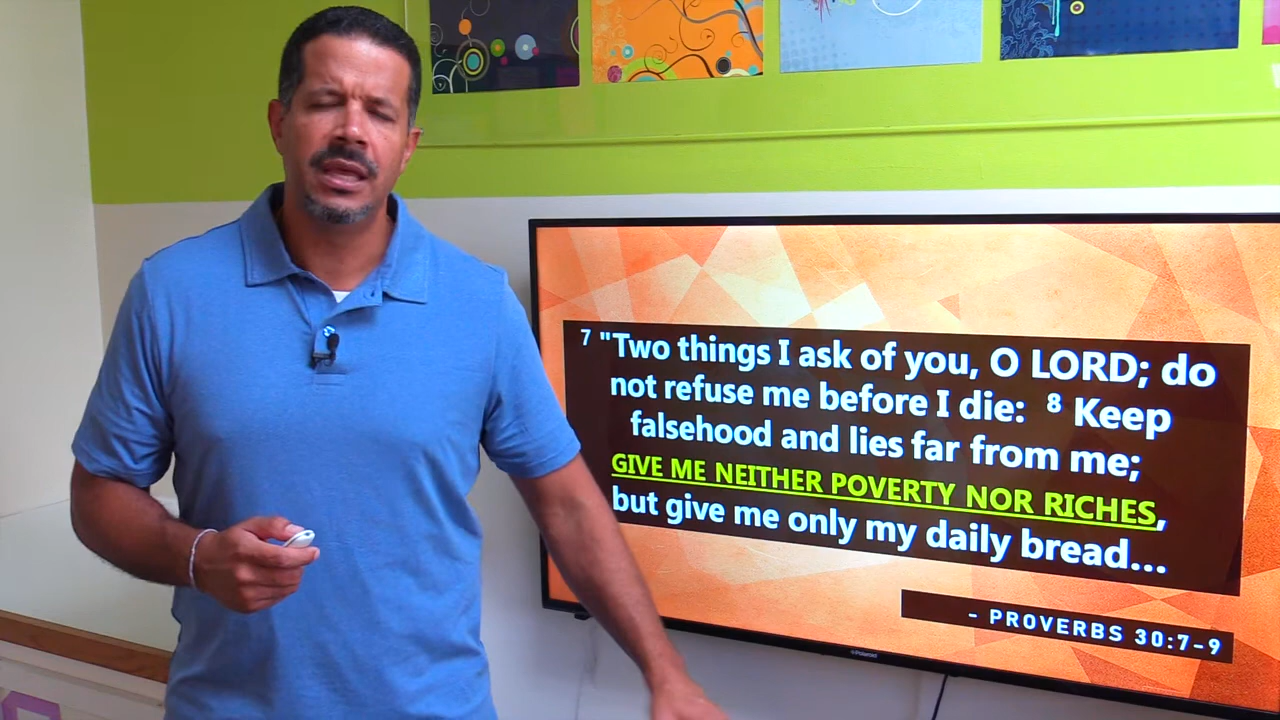 7 "Two things I ask of you, O LORD; do
not refuse me before I die: 8 Keep
falsehood and lies far from me;
GIVE ME NEITHER POVERTY NOR RICHES,
but give me only my daily bread...
- PROVERBS 30:7-9
Polaroid